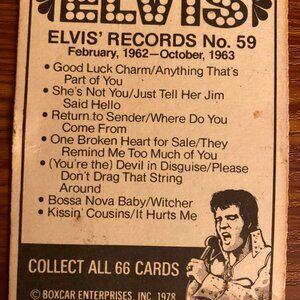 ELVIS
ELVIS' RECORDS No. 59
February, 1962—October, 1963
• Good Luck Charm/Anything That's
Part of You
• She's Not You/Just Tell Her Jim
Said Hello
• Return to Sender/Where Do You
Come From
• One Broken Heart for Sale/They
Remind Me Too Much of You
• (You're the) Devil in Disguise/Please
Don't Drag That String
Around
• Bossa Nova Baby/Witcher
• Kissin' Cousins/It Hurts Me
COLLECT ALL 66 CARDS
© BOXCAR ENTERPRISES, INC. 1978